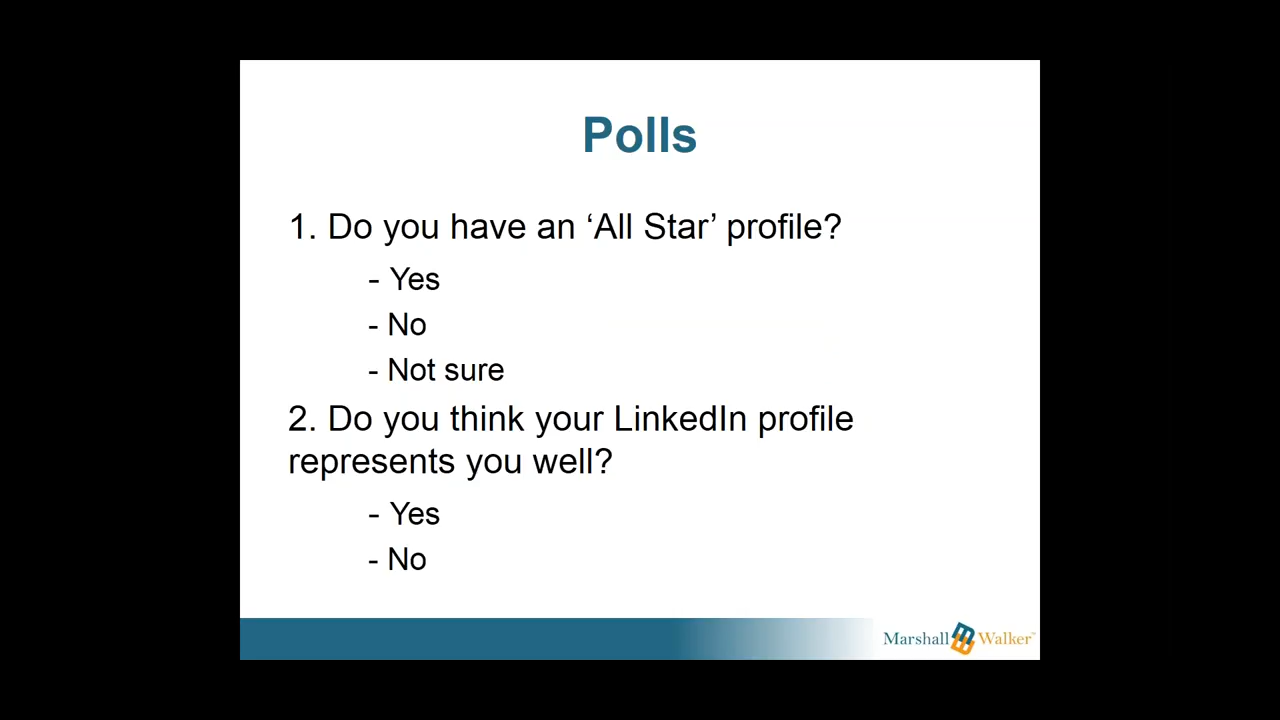 Polls
1. Do you have an ‘All Star’ profile?
- Yes
- No
- Not sure
2. Do you think your LinkedIn profile
represents you well?
- Yes
- No
Marshall Walker™